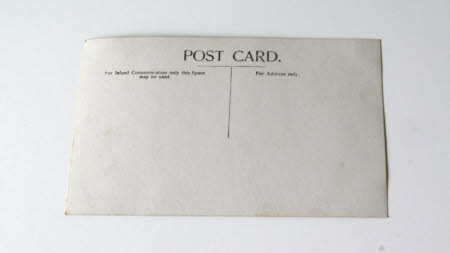 POST CARD.
For Inland Communication only this Space
may be used.
For Address only.